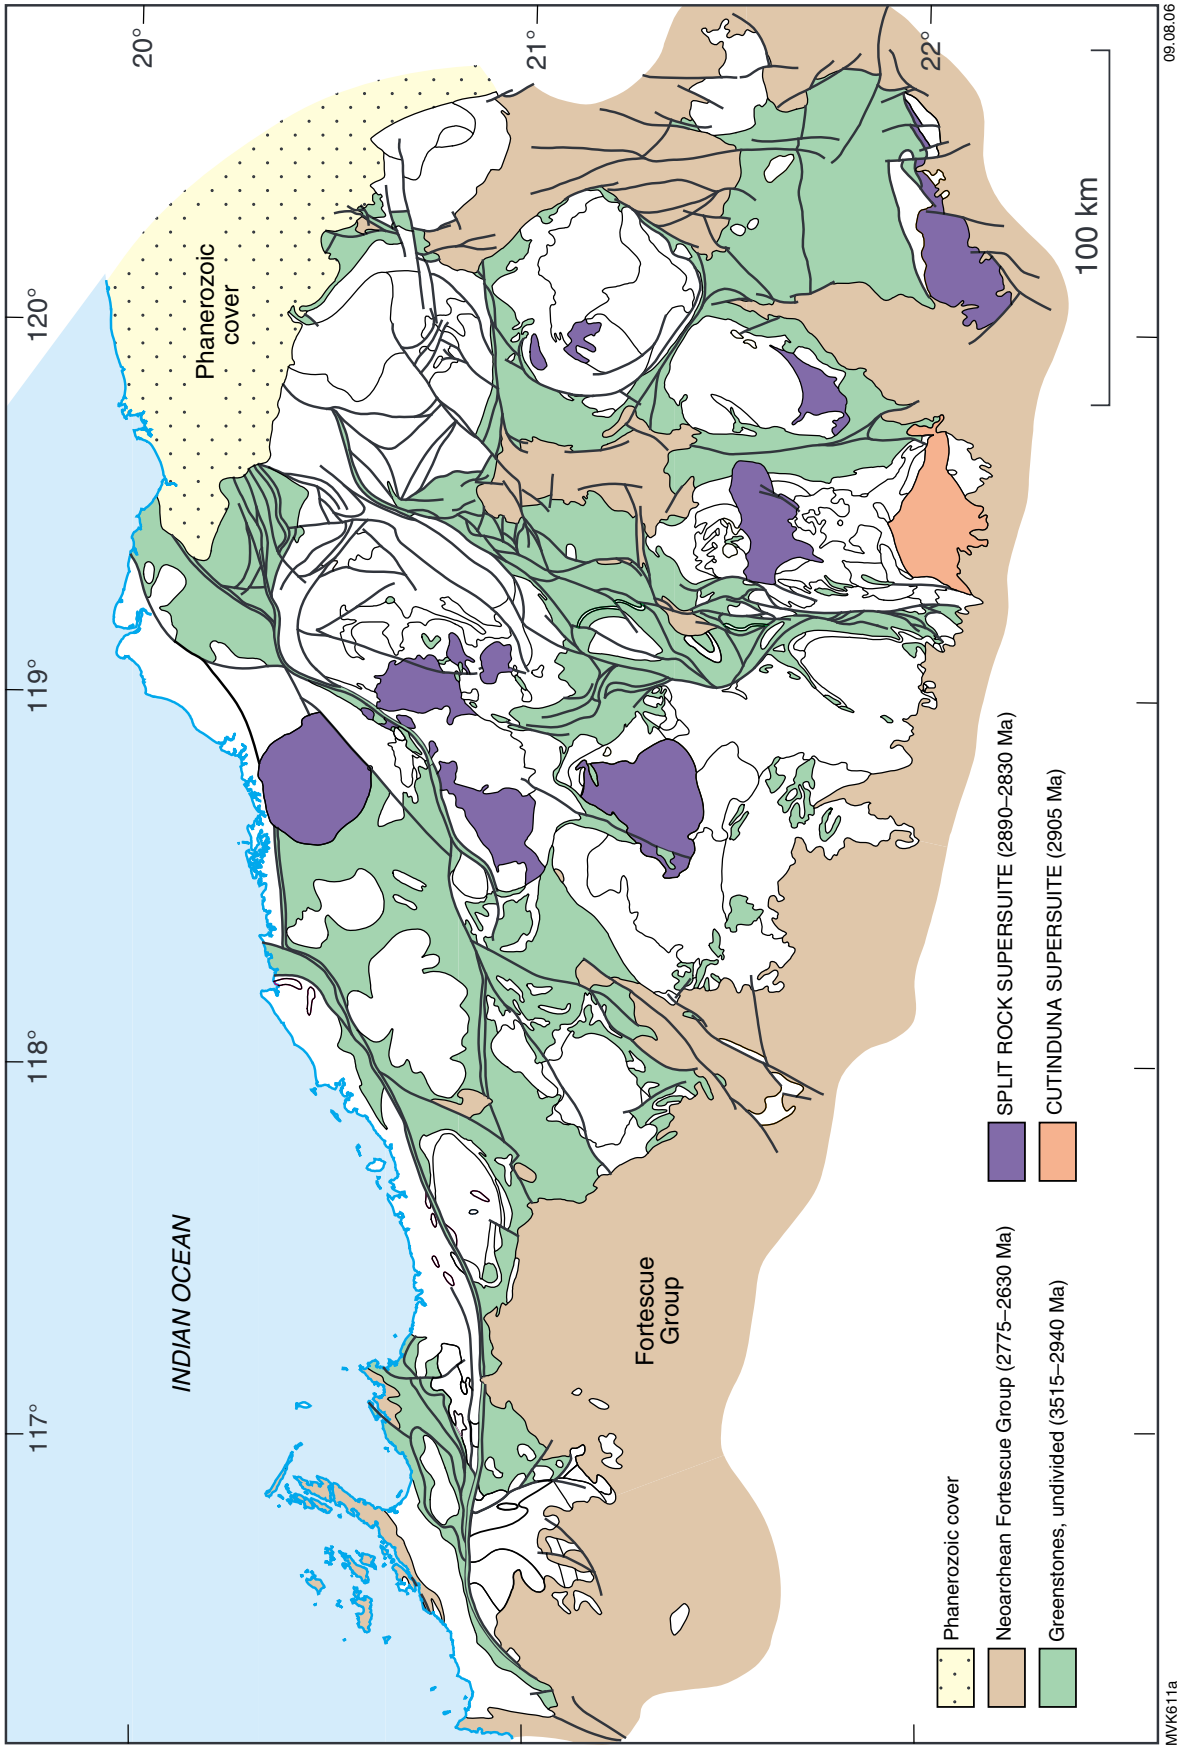 117°
118°
119°
120°
20°
21°
22°
INDIAN OCEAN
Phanerozoic
cover
Fortescue
Group
100 km
Phanerozoic cover
Neoarchean Fortescue Group (2775–2630 Ma)
Greenstones, undivided (3515–2940 Ma)
SPLIT ROCK SUPERSUITE (2890–2830 Ma)
CUTINDUNA SUPERSUITE (2905 Ma)
MVK611a
09.08.06